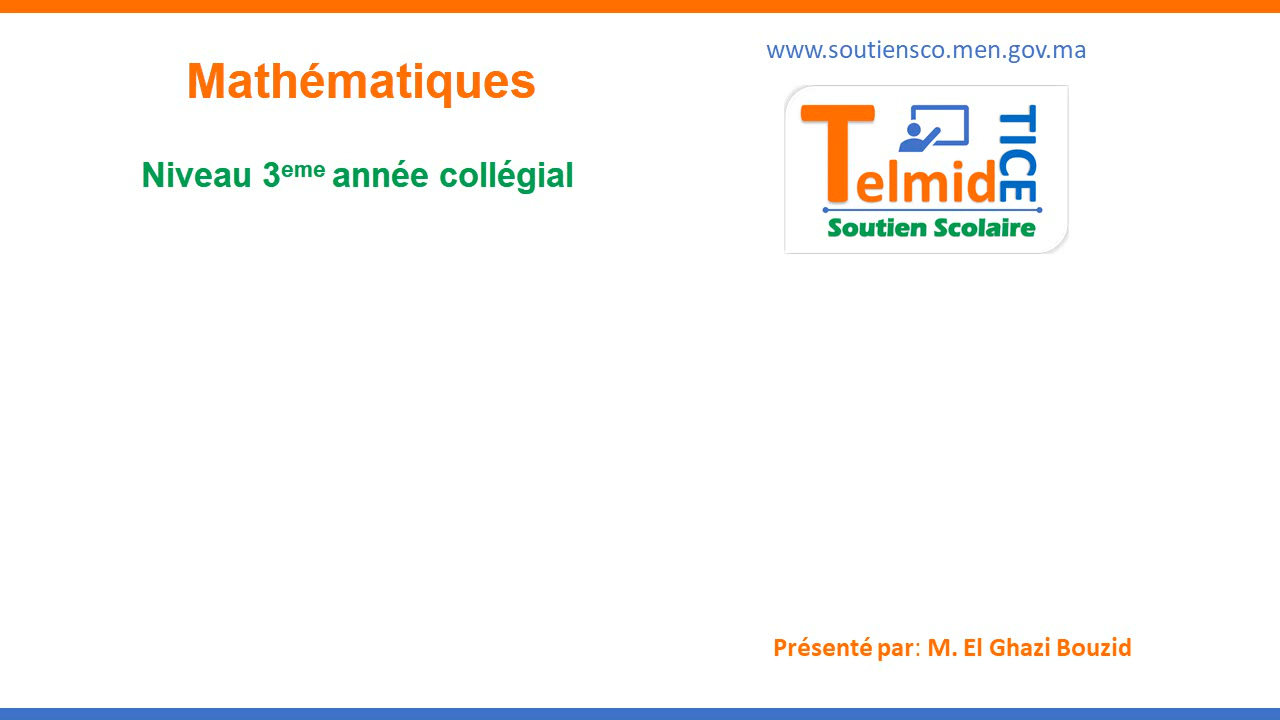 Mathématiques
Niveau 3eme année collégial
www.soutiensco.men.gov.ma
Telmid TICE
Soutien Scolaire
Présenté par: M. El Ghazi Bouzid